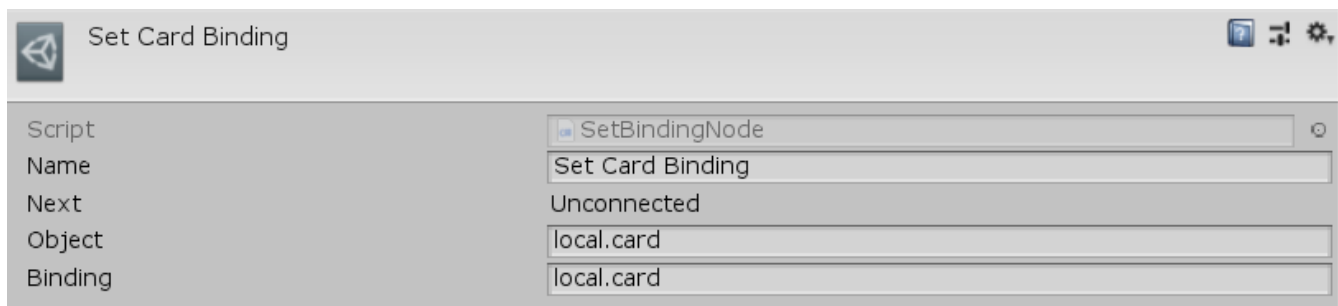 Set Card Binding
Script SetBindingNode
Name Set Card Binding
Next Unconnected
Object local.card
Binding local.card